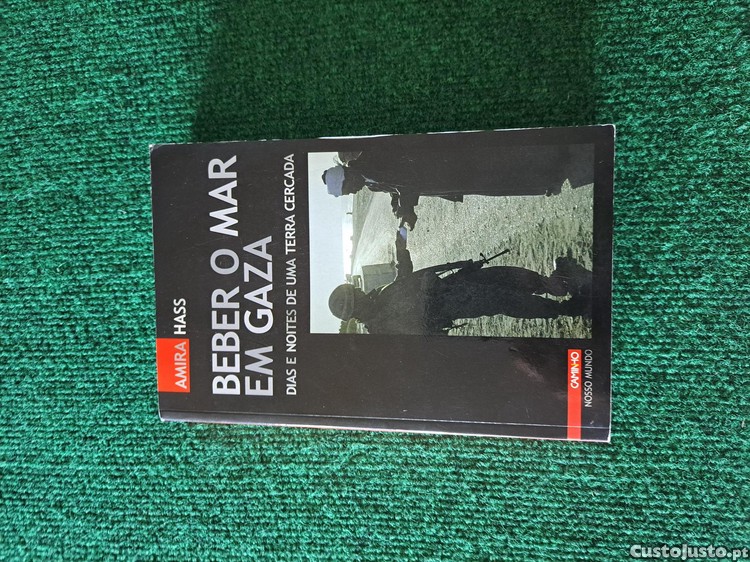 AMIRA HASS
BEBER O MAR
EM GAZA
DIAS E NOITES DE UMA TERRA CERCADA
CAMINHO
NOSSO MUNDO
CustoJusto.pt